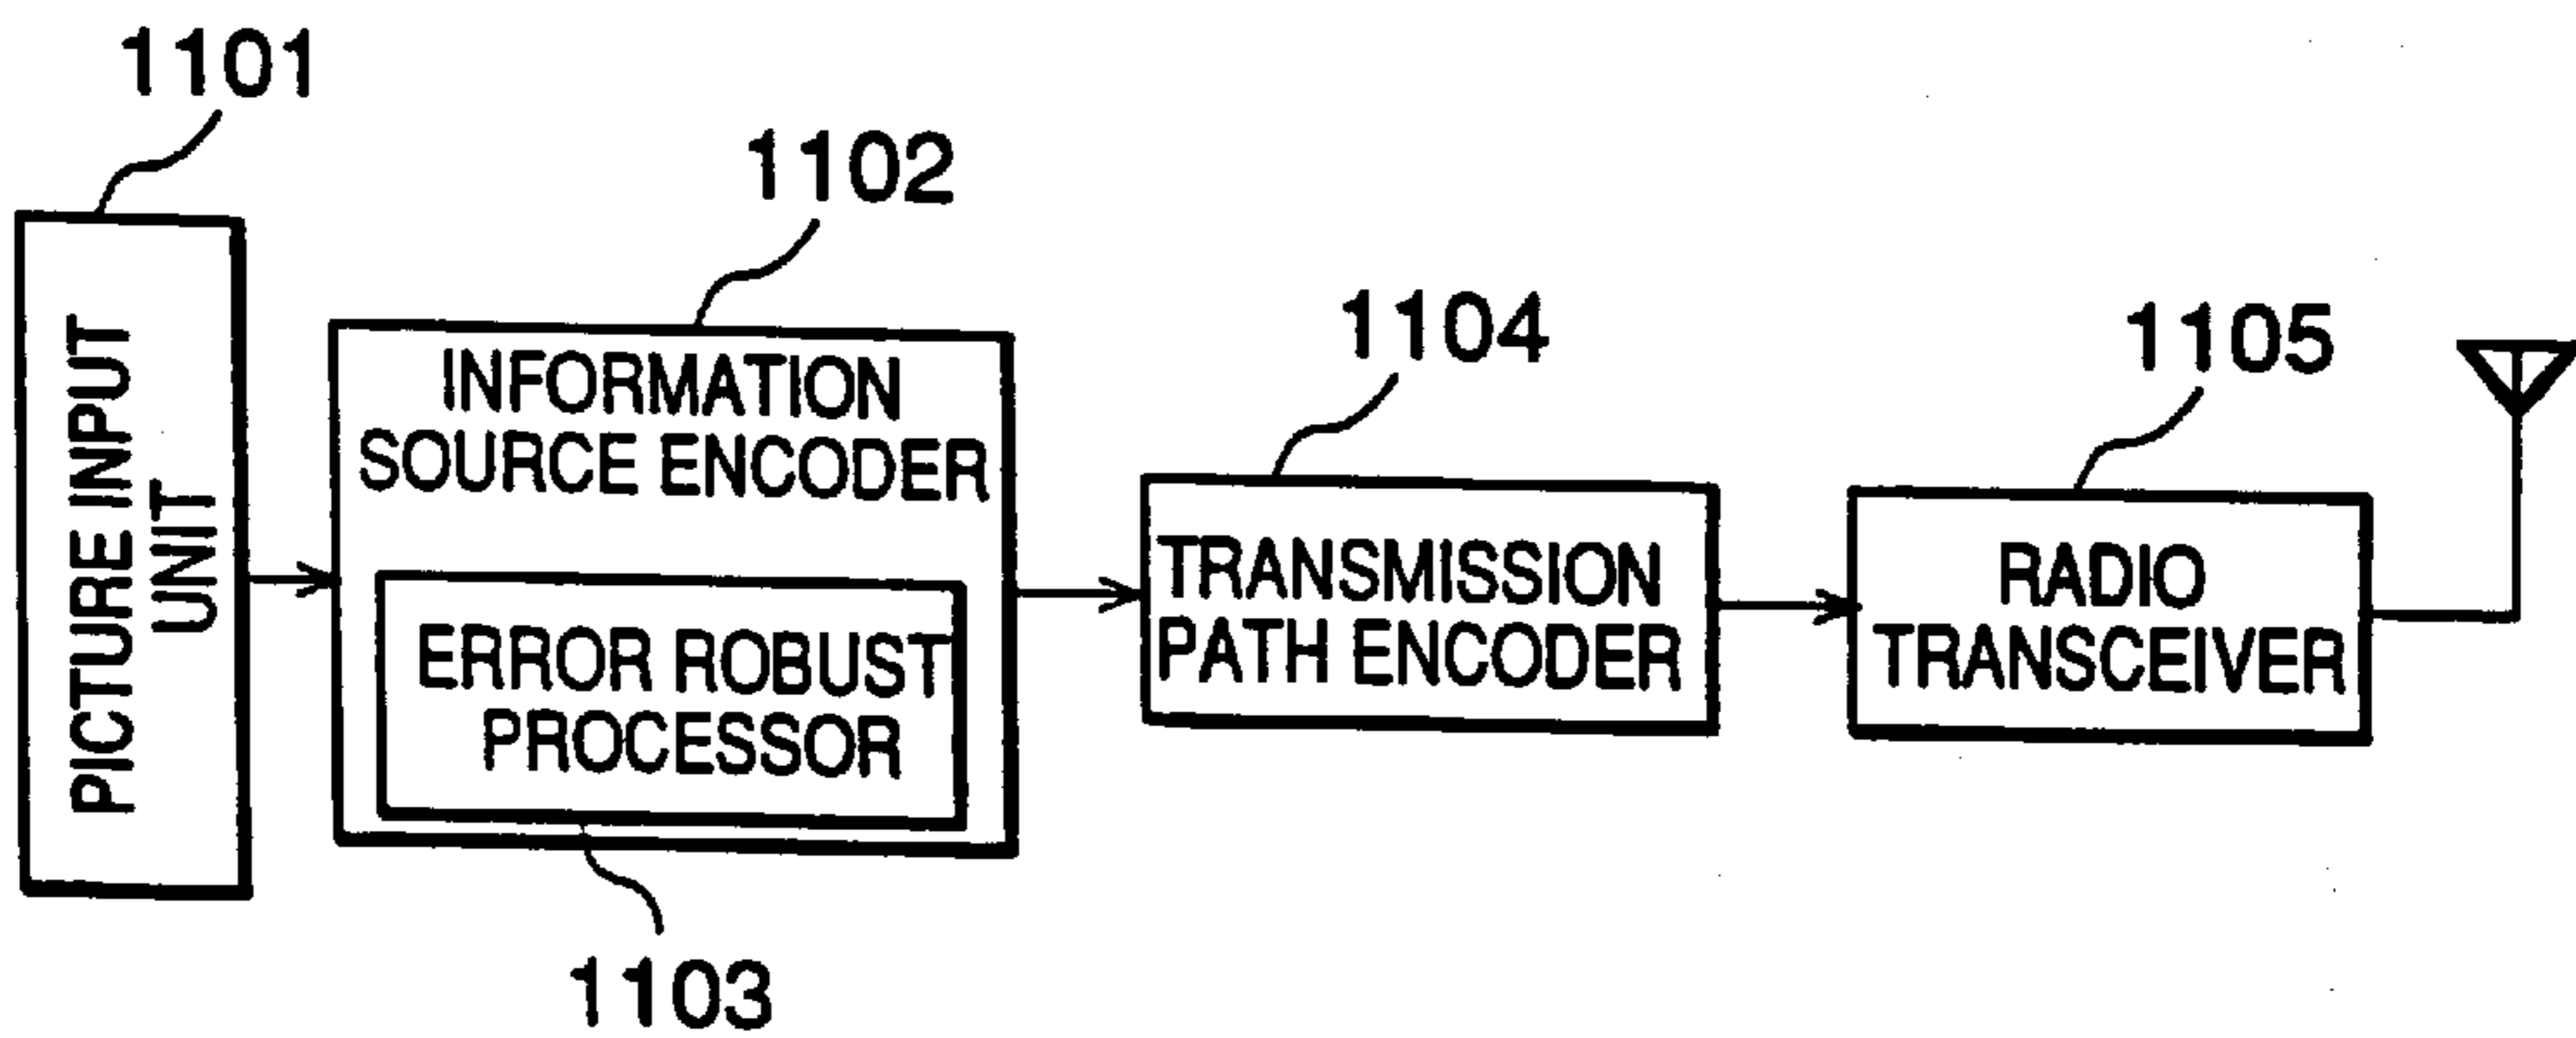 1101
PICTURE INPUT
UNIT
1102
INFORMATION
SOURCE ENCODER
ERROR ROBUST
PROCESSOR
1103
1104
TRANSMISSION
PATH ENCODER
1105
RADIO
TRANSCEIVER